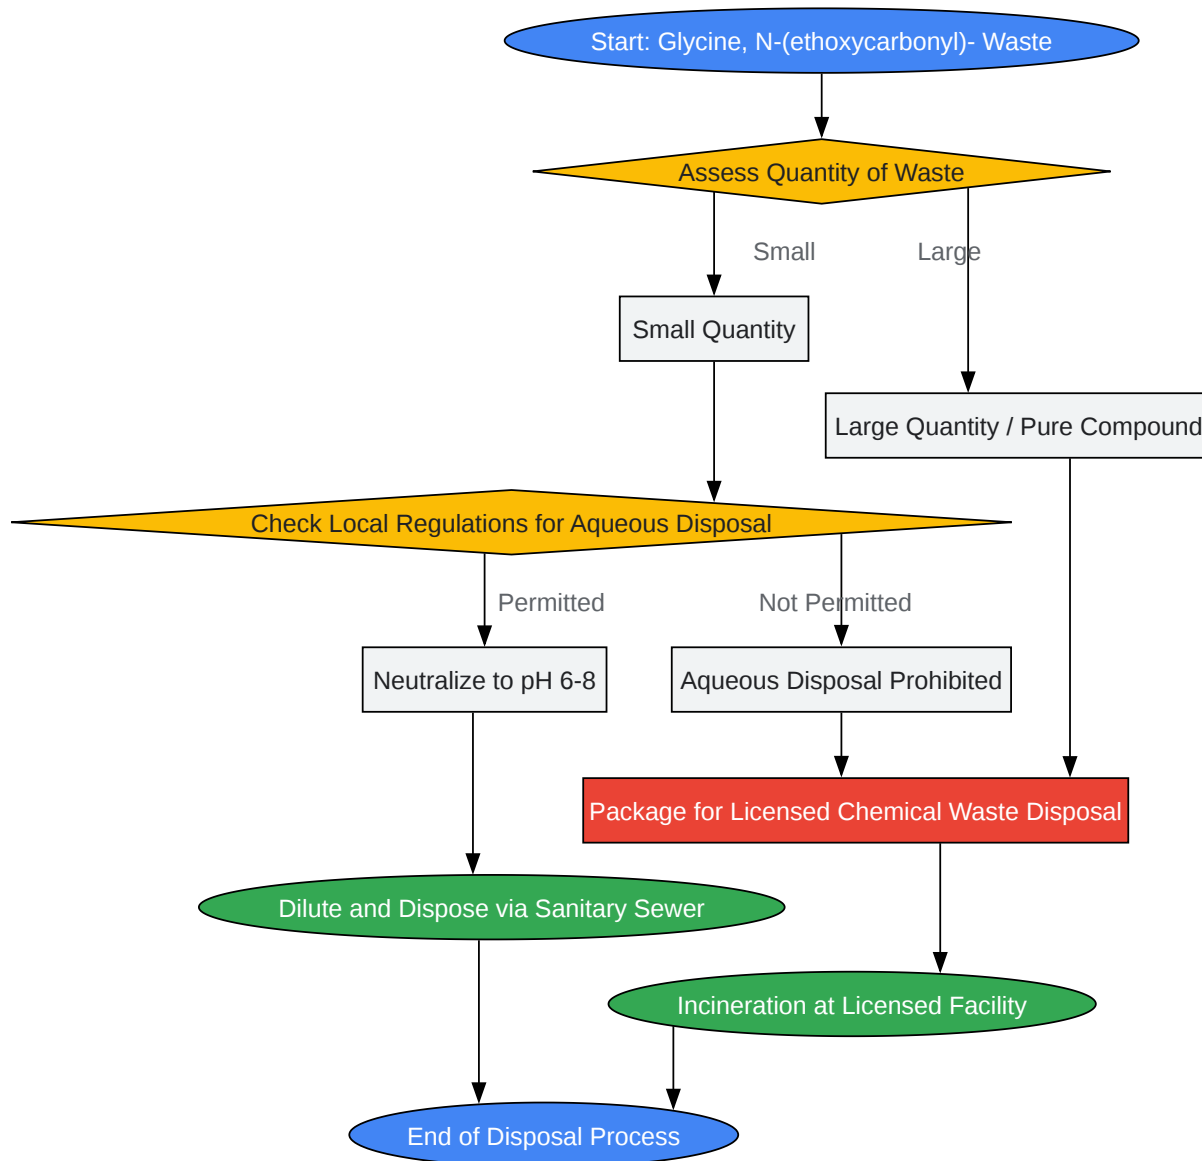 Start: Glycine, N-(ethoxycarbonyl)- Waste
Assess Quantity of Waste
Small
Large
Small Quantity
Large Quantity / Pure Compound
Check Local Regulations for Aqueous Disposal
Permitted
Not Permitted
Neutralize to pH 6-8
Aqueous Disposal Prohibited
Package for Licensed Chemical Waste Disposal
Dilute and Dispose via Sanitary Sewer
Incineration at Licensed Facility
End of Disposal Process